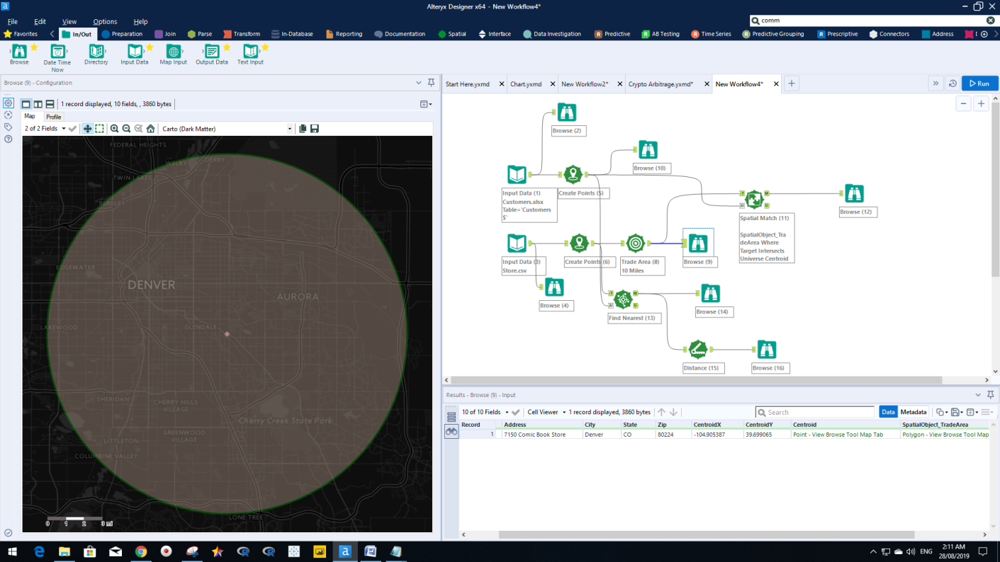 Alteryx Designer x64 - New Workflow4*
File Edit View Options Help
comm
Favorites In/Out Preparation Join Parse Transform In-Database Reporting Documentation Spatial Interface Data Investigation Predictive AB Testing Time Series Predictive Grouping Prescriptive Connectors Address
Browse Date Time Now Directory Input Data Map Input Output Data Text Input
Browse (9) - Configuration
1 record displayed, 10 fields, , 3860 bytes
Map Profile
2 of 2 Fields Carto (Dark Matter)
FEDERAL HEIGHTS
WELBY
DERBY
TWIN LAKES
BERKLEY
EDGEWATER
DENVER
AURORA
LAKEWOOD
GLENDALE
SHERIDAN
CHERRY HILLS
VILLAGE
Cherry Creek State Park
GREENWOOD
VILLAGE
LITTLETON
COLUMBINE VALLEY
LONE TREE
0 1 2 3 mi
Start Here.yxmd Chart.yxmd New Workflow2* Crypto Arbitrage.yxmd* New Workflow4* Run
Browse (2)
Browse (10)
Input Data (1)
Customers.xlsx
Table=`Customers
$`
Create Points (5)
T
U
M
U
Spatial Match (11)
SpatialObject_Tra
deArea Where
Target Intersects
Universe Centroid
Browse (12)
Input Data (3)
Store.csv
Create Points (6)
Trade Area (8)
10 Miles
Browse (9)
Browse (4)
T
U
M
U
Find Nearest (13)
Browse (14)
Distance (15)
Browse (16)
Results - Browse (9) - Input
10 of 10 Fields Cell Viewer 1 record displayed, 3860 bytes Search Data Metadata
Record Address City State Zip CentroidX CentroidY Centroid SpatialObject_TradeArea
1 7150 Comic Book Store Denver CO 80224 -104.905387 39.699065 Point - View Browse Tool Map Tab Polygon - View Browse Tool Map
ENG
2:11 AM
28/08/2019